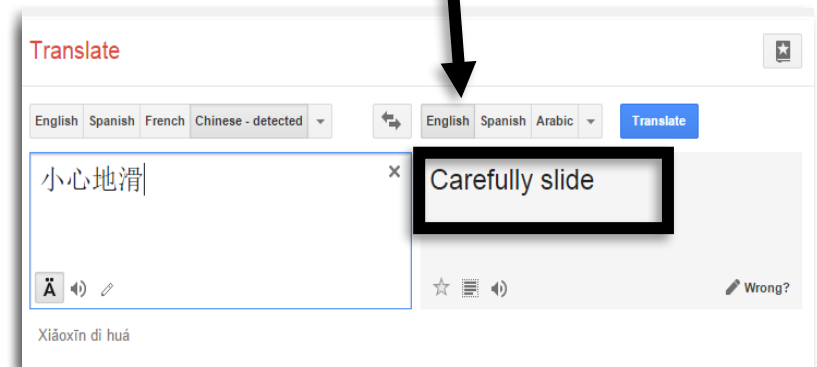 Translate
English Spanish French Chinese - detected
English Spanish Arabic Translate
小心地滑
Carefully slide
Ä
Wrong?
Xiǎoxīn dì huá